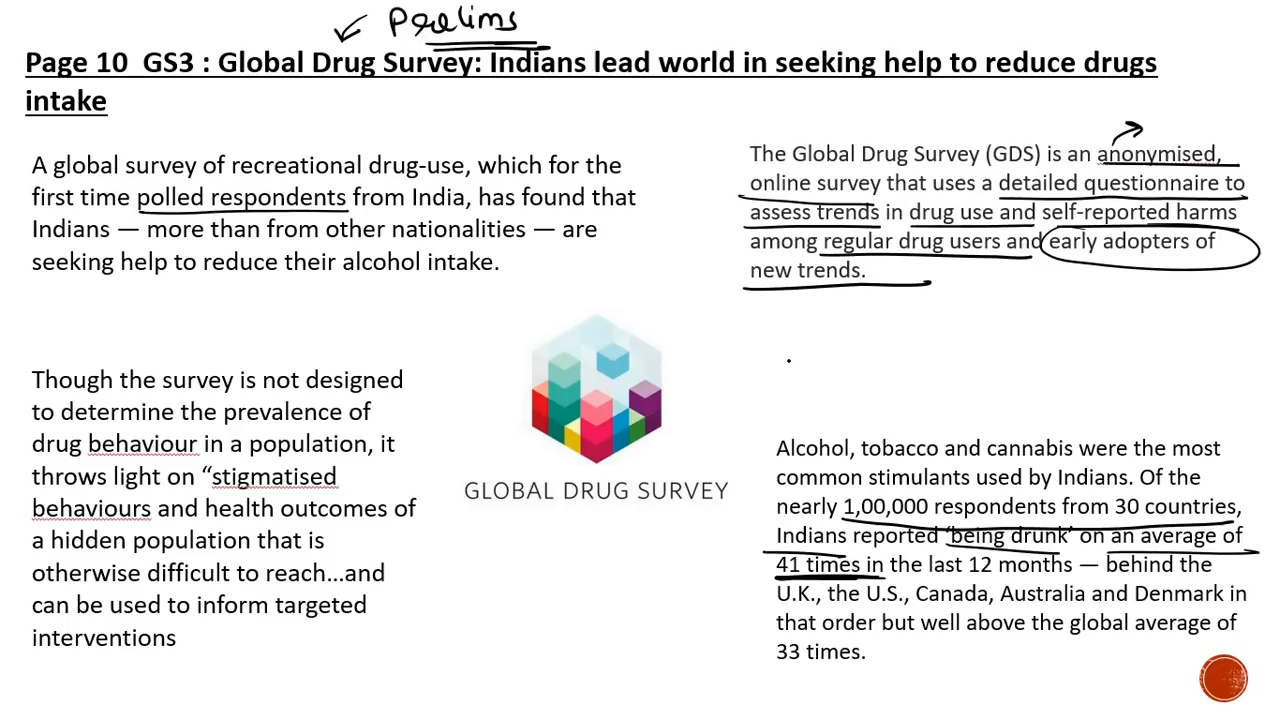 Prelims
Page 10  GS3 : Global Drug Survey: Indians lead world in seeking help to reduce drugs
intake
A global survey of recreational drug-use, which for the
first time polled respondents from India, has found that
Indians — more than from other nationalities — are
seeking help to reduce their alcohol intake.
The Global Drug Survey (GDS) is an anonymised,
online survey that uses a detailed questionnaire to
assess trends in drug use and self-reported harms
among regular drug users and early adopters of
new trends.
Though the survey is not designed
to determine the prevalence of
drug behaviour in a population, it
throws light on “stigmatised
behaviours and health outcomes of
a hidden population that is
otherwise difficult to reach...and
can be used to inform targeted
interventions
GLOBAL DRUG SURVEY
Alcohol, tobacco and cannabis were the most
common stimulants used by Indians. Of the
nearly 1,00,000 respondents from 30 countries,
Indians reported ‘being drunk’ on an average of
41 times in the last 12 months — behind the
U.K., the U.S., Canada, Australia and Denmark in
that order but well above the global average of
33 times.